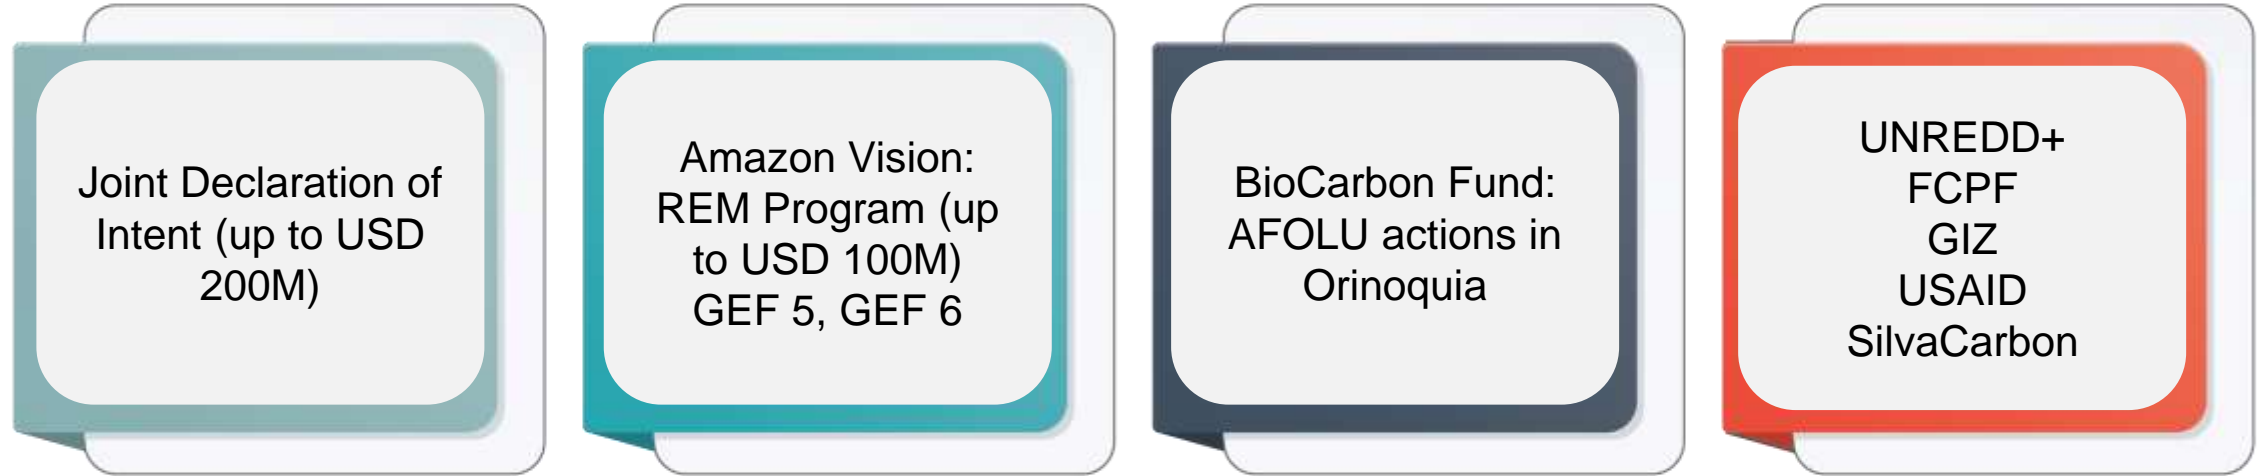 Joint Declaration of
Intent (up to USD
200M)
Amazon Vision:
REM Program (up
to USD 100M)
GEF 5, GEF 6
BioCarbon Fund:
AFOLU actions in
Orinoquia
UNREDD+
FCPF
GIZ
USAID
SilvaCarbon